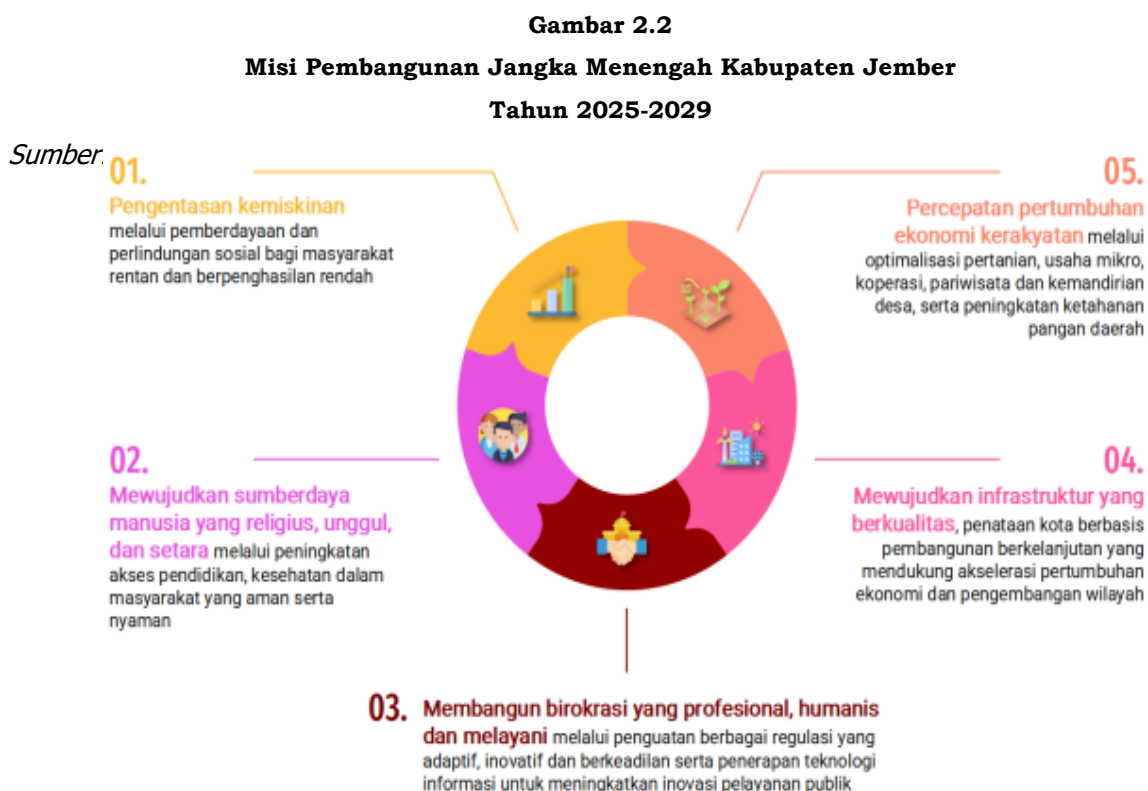 Gambar 2.2
Misi Pembangunan Jangka Menengah Kabupaten Jember
Tahun 2025-2029
Sumber:
01.
Pengentasan kemiskinan
melalui pemberdayaan dan
perlindungan sosial bagi masyarakat
rentan dan berpenghasilan rendah
02.
Mewujudkan sumberdaya
manusia yang religius, unggul,
dan setara melalui peningkatan
akses pendidikan, kesehatan dalam
masyarakat yang aman serta
nyaman
03.
Membangun birokrasi yang profesional, humanis
dan melayani melalui penguatan berbagai regulasi yang
adaptif, inovatif dan berkeadilan serta penerapan teknologi
informasi untuk meningkatkan inovasi pelayanan publik
04.
Mewujudkan infrastruktur yang
berkualitas, penataan kota berbasis
pembangunan berkelanjutan yang
mendukung akselerasi pertumbuhan
ekonomi dan pengembangan wilayah
05.
Percepatan pertumbuhan
ekonomi kerakyatan melalui
optimalisasi pertanian, usaha mikro,
koperasi, pariwisata dan kemandirian
desa, serta peningkatan ketahanan
pangan daerah